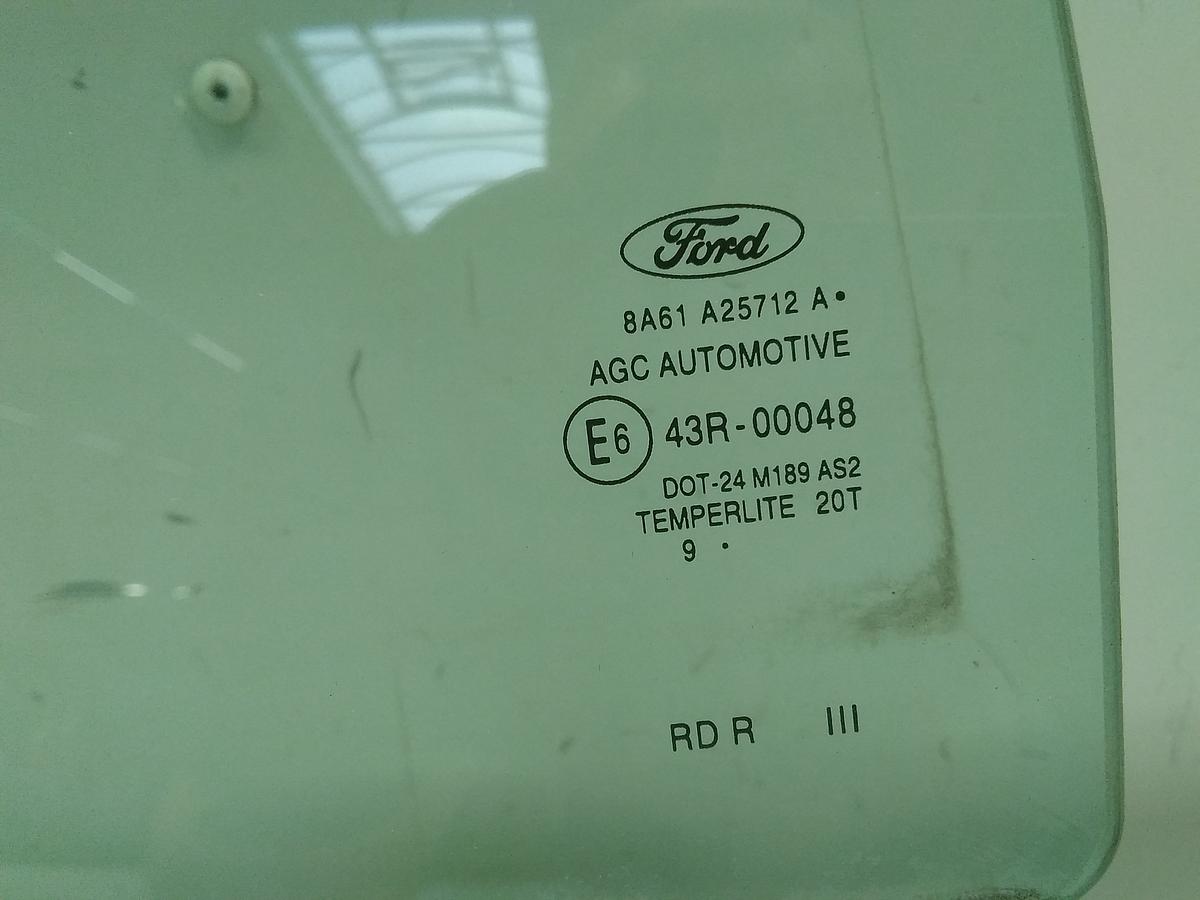 Ford
8A61 A25712 A•
AGC AUTOMOTIVE
E6 43R-00048
DOT-24 M189 AS2
TEMPERLITE 20T
9 •
RD R III